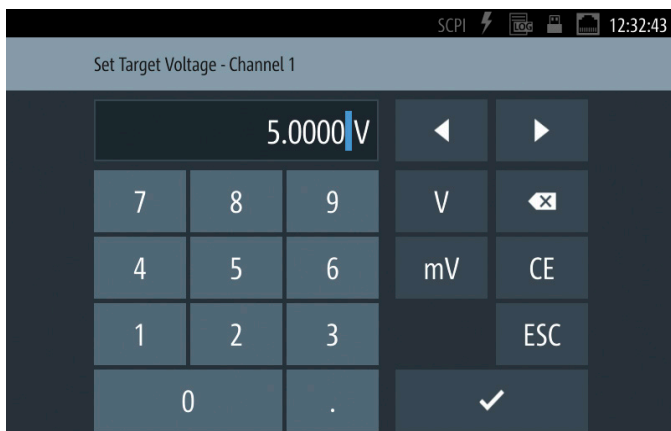 SCPI LOG 12:32:43
Set Target Voltage - Channel 1
5.0000 V
7 8 9 V
4 5 6 mV CE
1 2 3 ESC
0 .